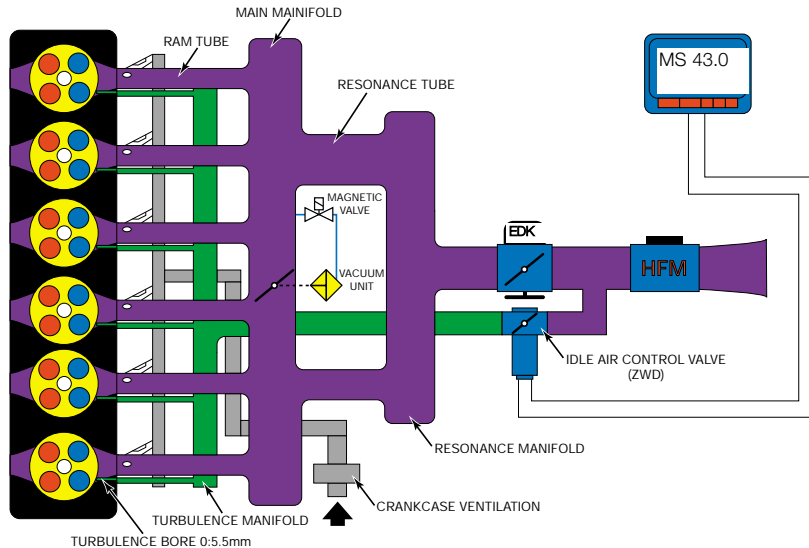 MAIN MAINIFOLD
RAM TUBE
RESONANCE TUBE
MS 43.0
MAGNETIC
VALVE
EDK
HFM
VACUUM
UNIT
IDLE AIR CONTROL VALVE
(ZWD)
RESONANCE MANIFOLD
CRANKCASE VENTILATION
TURBULENCE MANIFOLD
TURBULENCE BORE 0:5.5mm